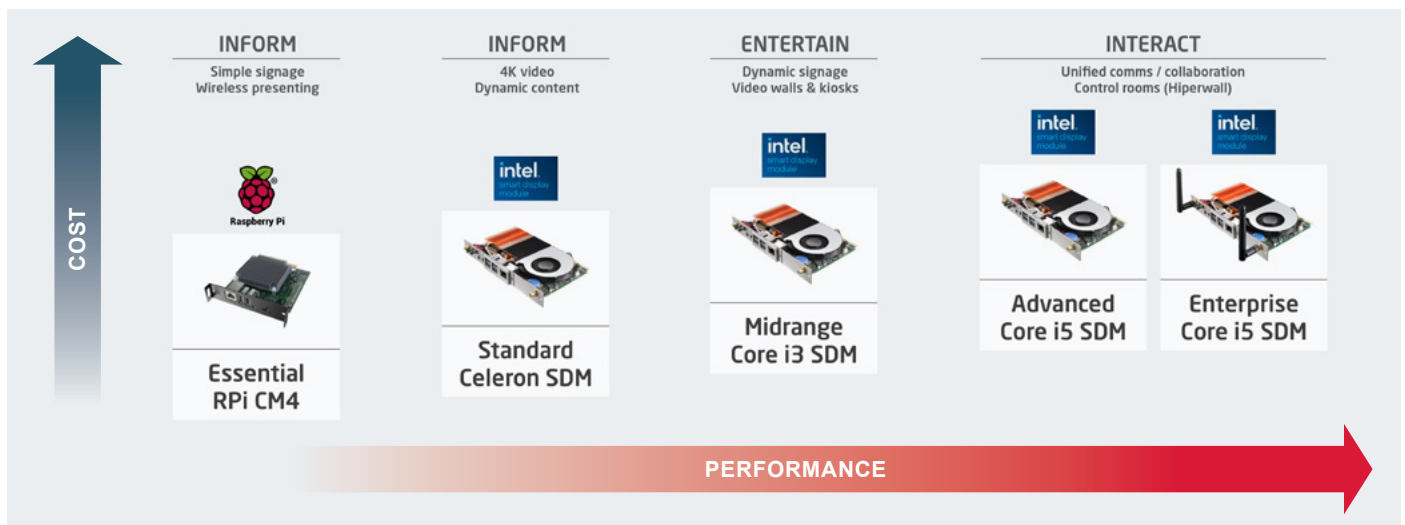 COST
INFORM
Simple signage
Wireless presenting
Raspberry Pi
Essential
RPi CM4
INFORM
4K video
Dynamic content
intel.
smart display
module
Standard
Celeron SDM
ENTERTAIN
Dynamic signage
Video walls & kiosks
intel.
smart display
module
Midrange
Core i3 SDM
INTERACT
Unified comms / collaboration
Control rooms (Hiperwall)
intel.
smart display
module
Advanced
Core i5 SDM
intel.
smart display
module
Enterprise
Core i5 SDM
PERFORMANCE